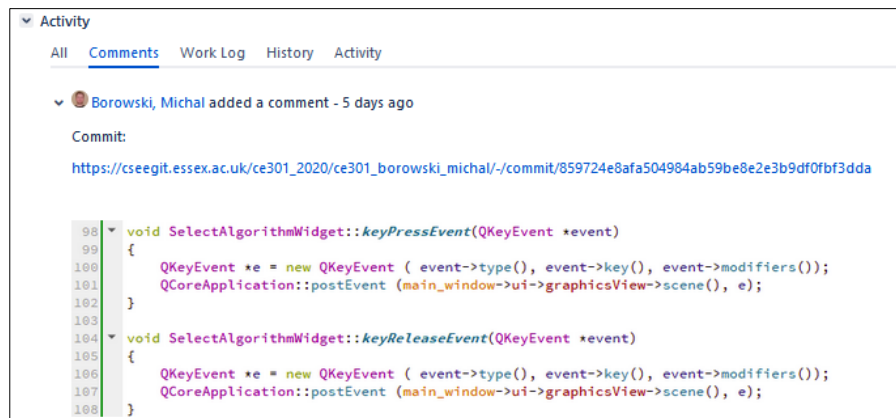 Activity
All Comments Work Log History Activity
Borowski, Michal added a comment - 5 days ago
Commit:
https://cseegit.essex.ac.uk/ce301_2020/ce301_borowski_michal/-/commit/859724e8afa504984ab59be8e2e3b9df0fbf3dda
98 void SelectAlgorithmWidget::keyPressEvent(QKeyEvent *event)
99 {
100 QKeyEvent *e = new QKeyEvent ( event->type(), event->key(), event->modifiers());
101 QCoreApplication::postEvent (main_window->ui->graphicsView->scene(), e);
102 }
103
104 void SelectAlgorithmWidget::keyReleaseEvent(QKeyEvent *event)
105 {
106 QKeyEvent *e = new QKeyEvent ( event->type(), event->key(), event->modifiers());
107 QCoreApplication::postEvent (main_window->ui->graphicsView->scene(), e);
108 }